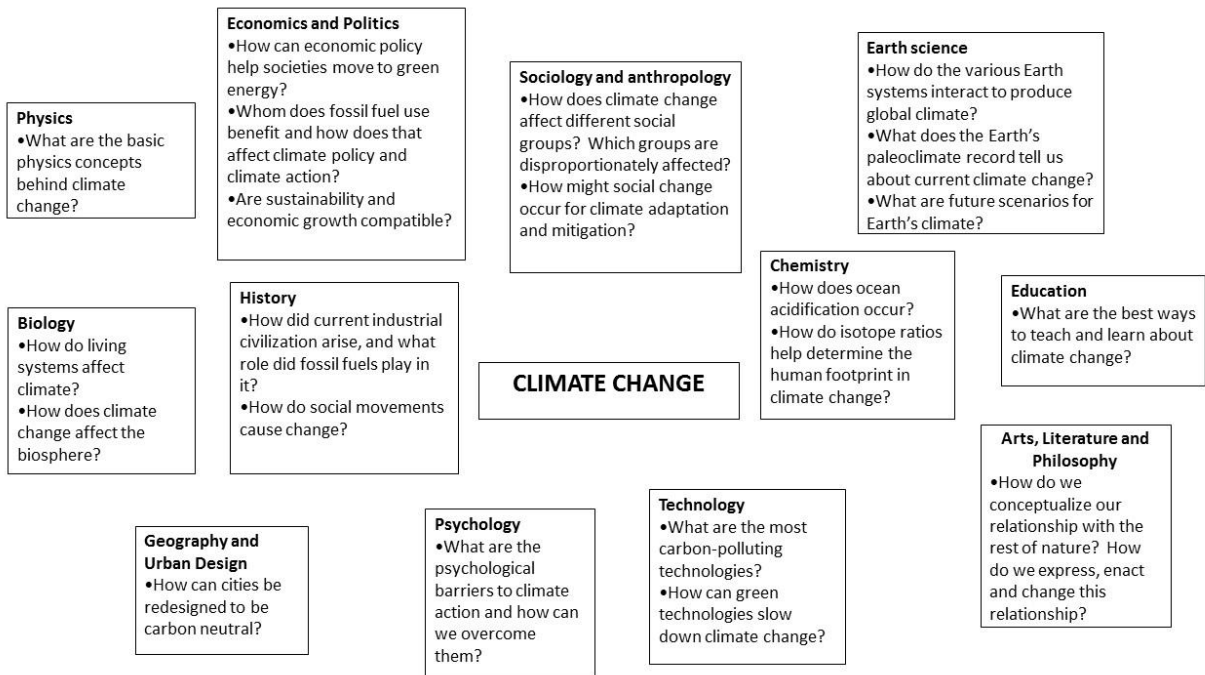 Economics and Politics
•How can economic policy
help societies move to green
energy?
•Whom does fossil fuel use
benefit and how does that
affect climate policy and
climate action?
•Are sustainability and
economic growth compatible?
Sociology and anthropology
•How does climate change
affect different social
groups?  Which groups are
disproportionately affected?
•How might social change
occur for climate adaptation
and mitigation?
Earth science
•How do the various Earth
systems interact to produce
global climate?
•What does the Earth’s
paleoclimate record tell us
about current climate change?
•What are future scenarios for
Earth’s climate?
Physics
•What are the basic
physics concepts
behind climate
change?
Biology
•How do living
systems affect
climate?
•How does climate
change affect the
biosphere?
History
•How did current industrial
civilization arise, and what
role did fossil fuels play in
it?
•How do social movements
cause change?
CLIMATE CHANGE
Chemistry
•How does ocean
acidification occur?
•How do isotope ratios
help determine the
human footprint in
climate change?
Education
•What are the best ways
to teach and learn about
climate change?
Arts, Literature and
Philosophy
•How do we
conceptualize our
relationship with the
rest of nature?  How
do we express, enact
and change this
relationship?
Geography and
Urban Design
•How can cities be
redesigned to be
carbon neutral?
Psychology
•What are the
psychological
barriers to climate
action and how can
we overcome
them?
Technology
•What are the most
carbon-polluting
technologies?
•How can green
technologies slow
down climate change?